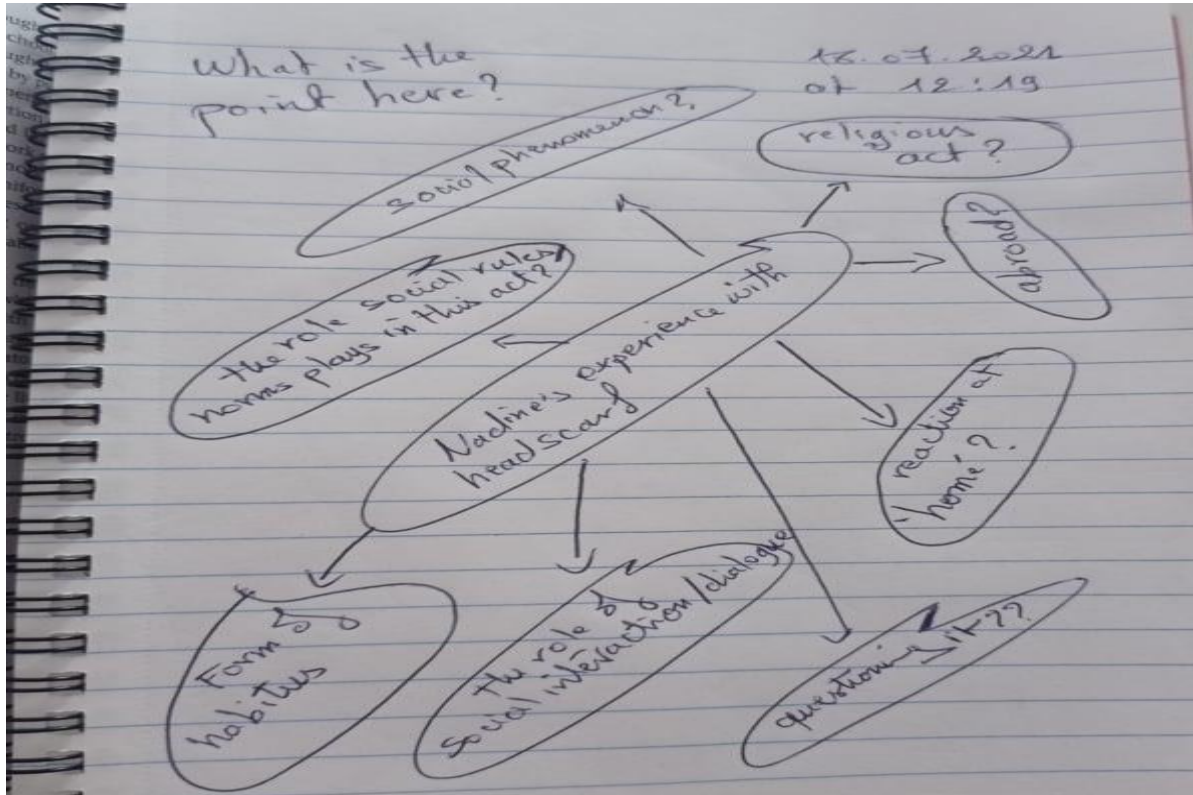 What is the
point here?
18.07.2021
at 12:19
social phenomenon?
religious
act?
abroad?
the role social rules
norms plays in this act?
Nadine's experience with
headscarf
reaction at
'home'?
Form of
habitus
the role of
social interaction/dialogue
questioning it??